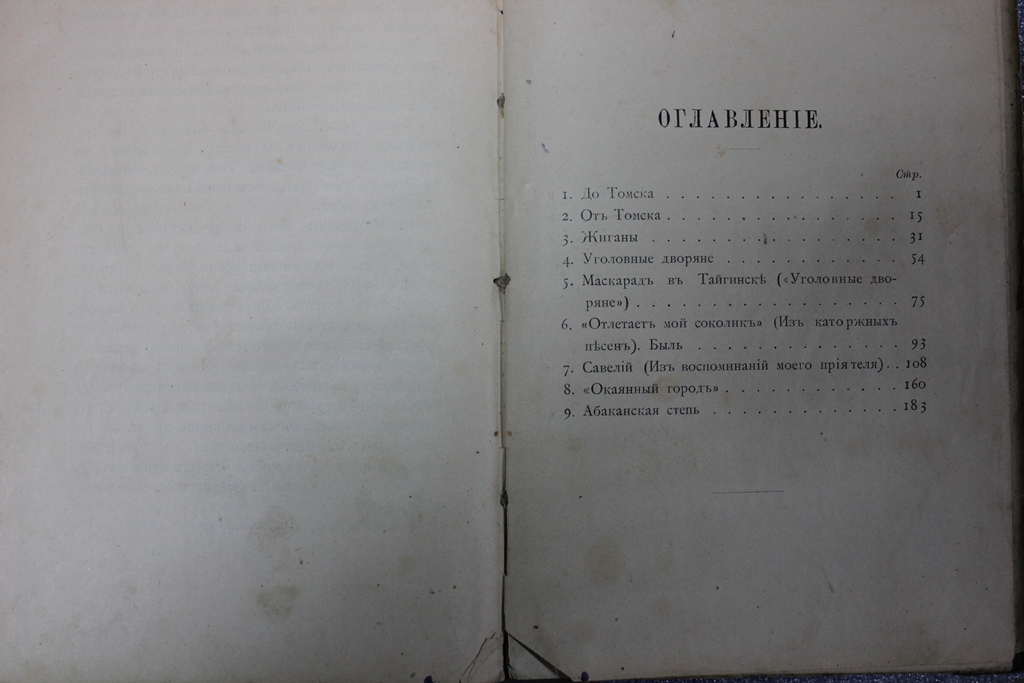 ОГЛАВЛЕНІЕ.
Стр.
1. До Томска . . . . . . . . . . . . . . . . 1
2. Отъ Томска . . . . . . . . . . . . . . . . 15
3. Жиганы . . . . . . . . . . . . . . . . . 31
4. Уголовные дворяне . . . . . . . . . . . . 54
5. Маскарадъ въ Тайгинскѣ («Уголовные дво-
ряне») . . . . . . . . . . . . . . . . . . 75
6. «Отлетаетъ мой соколикъ» (Изъ каторжныхъ
пѣсенъ). Быль . . . . . . . . . . . . . . 93
7. Савелій (Изъ воспоминаній моего пріятеля) . . 108
8. «Окаянный городъ» . . . . . . . . . . . . 160
9. Абаканская степь . . . . . . . . . . . . . 183